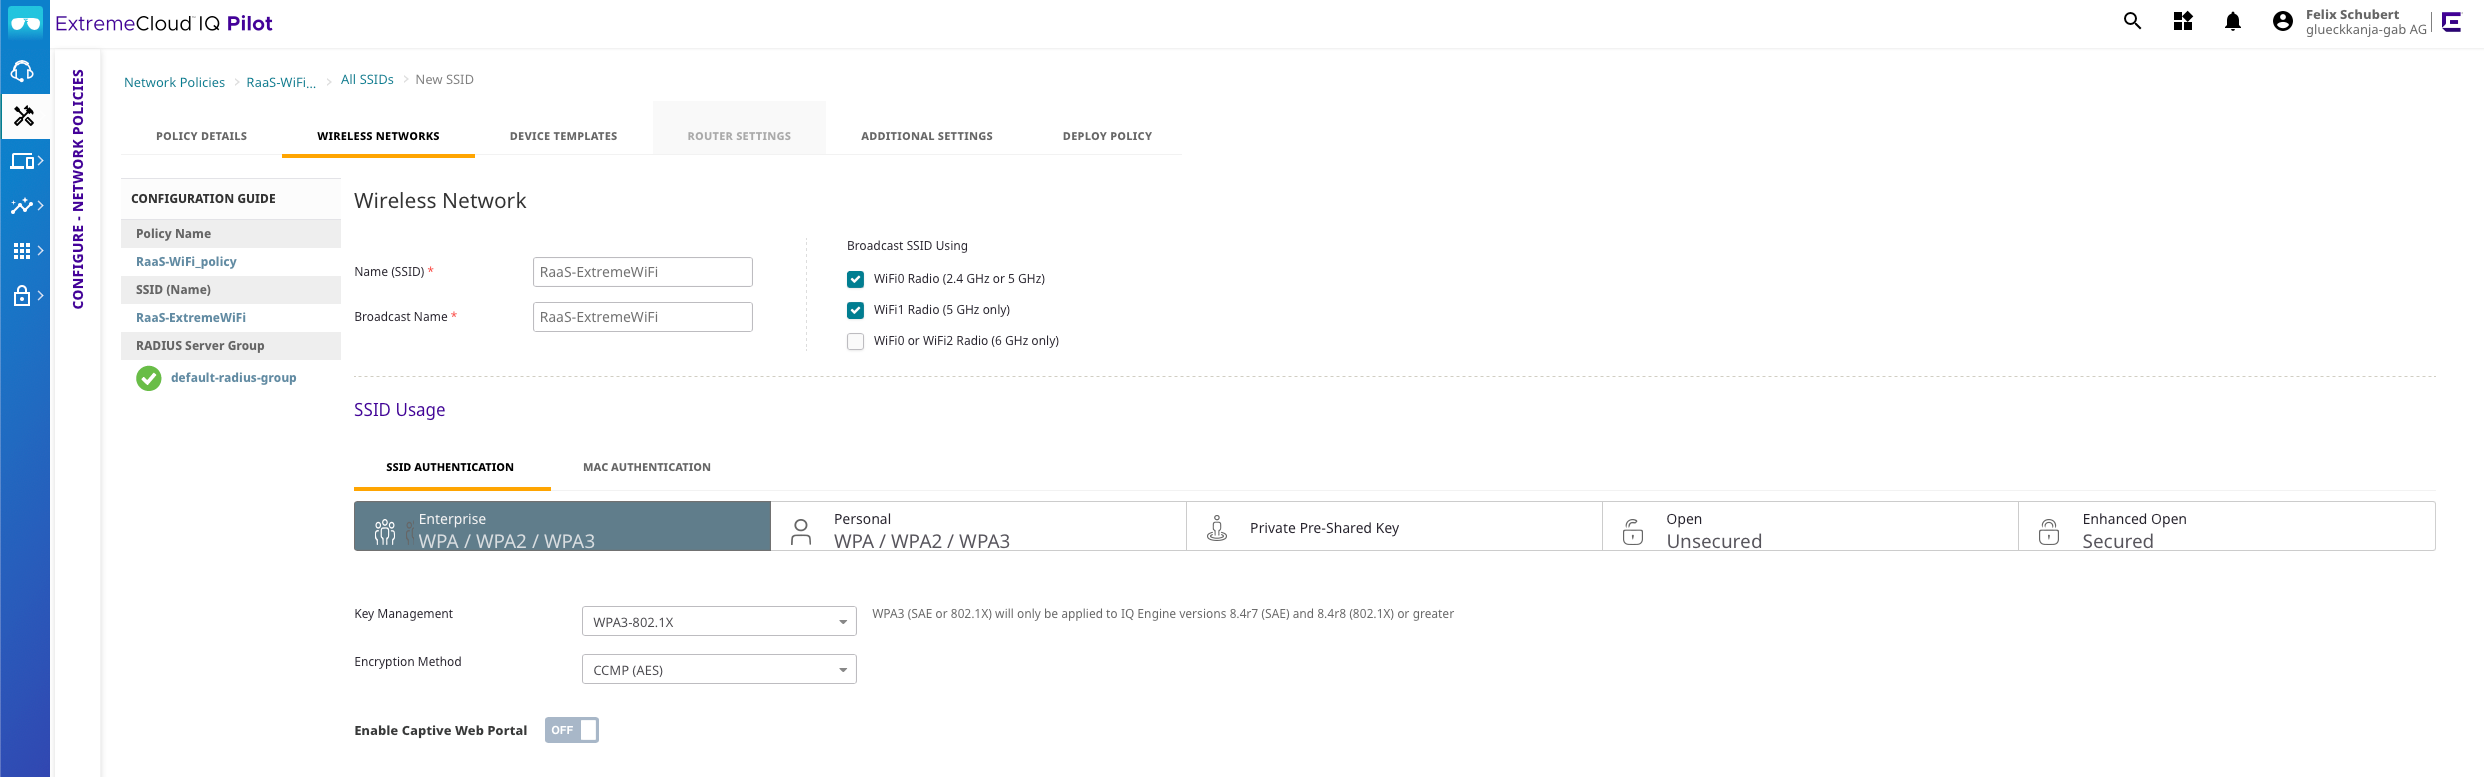 ExtremeCloud IQ Pilot
Felix Schubert
glueckkanja-gab AG
CONFIGURE - NETWORK POLICIES
Network Policies > RaaS-WiFi... > All SSIDs > New SSID
POLICY DETAILS WIRELESS NETWORKS DEVICE TEMPLATES ROUTER SETTINGS ADDITIONAL SETTINGS DEPLOY POLICY
CONFIGURATION GUIDE
Policy Name
RaaS-WiFi_policy
SSID (Name)
RaaS-ExtremeWiFi
RADIUS Server Group
default-radius-group
Wireless Network
Name (SSID) * RaaS-ExtremeWiFi
Broadcast Name * RaaS-ExtremeWiFi
Broadcast SSID Using
WiFi0 Radio (2.4 GHz or 5 GHz)
WiFi1 Radio (5 GHz only)
WiFi0 or WiFi2 Radio (6 GHz only)
SSID Usage
SSID AUTHENTICATION MAC AUTHENTICATION
Enterprise
WPA / WPA2 / WPA3
Personal
WPA / WPA2 / WPA3
Private Pre-Shared Key
Open
Unsecured
Enhanced Open
Secured
Key Management WPA3-802.1X WPA3 (SAE or 802.1X) will only be applied to IQ Engine versions 8.4r7 (SAE) and 8.4r8 (802.1X) or greater
Encryption Method CCMP (AES)
Enable Captive Web Portal OFF